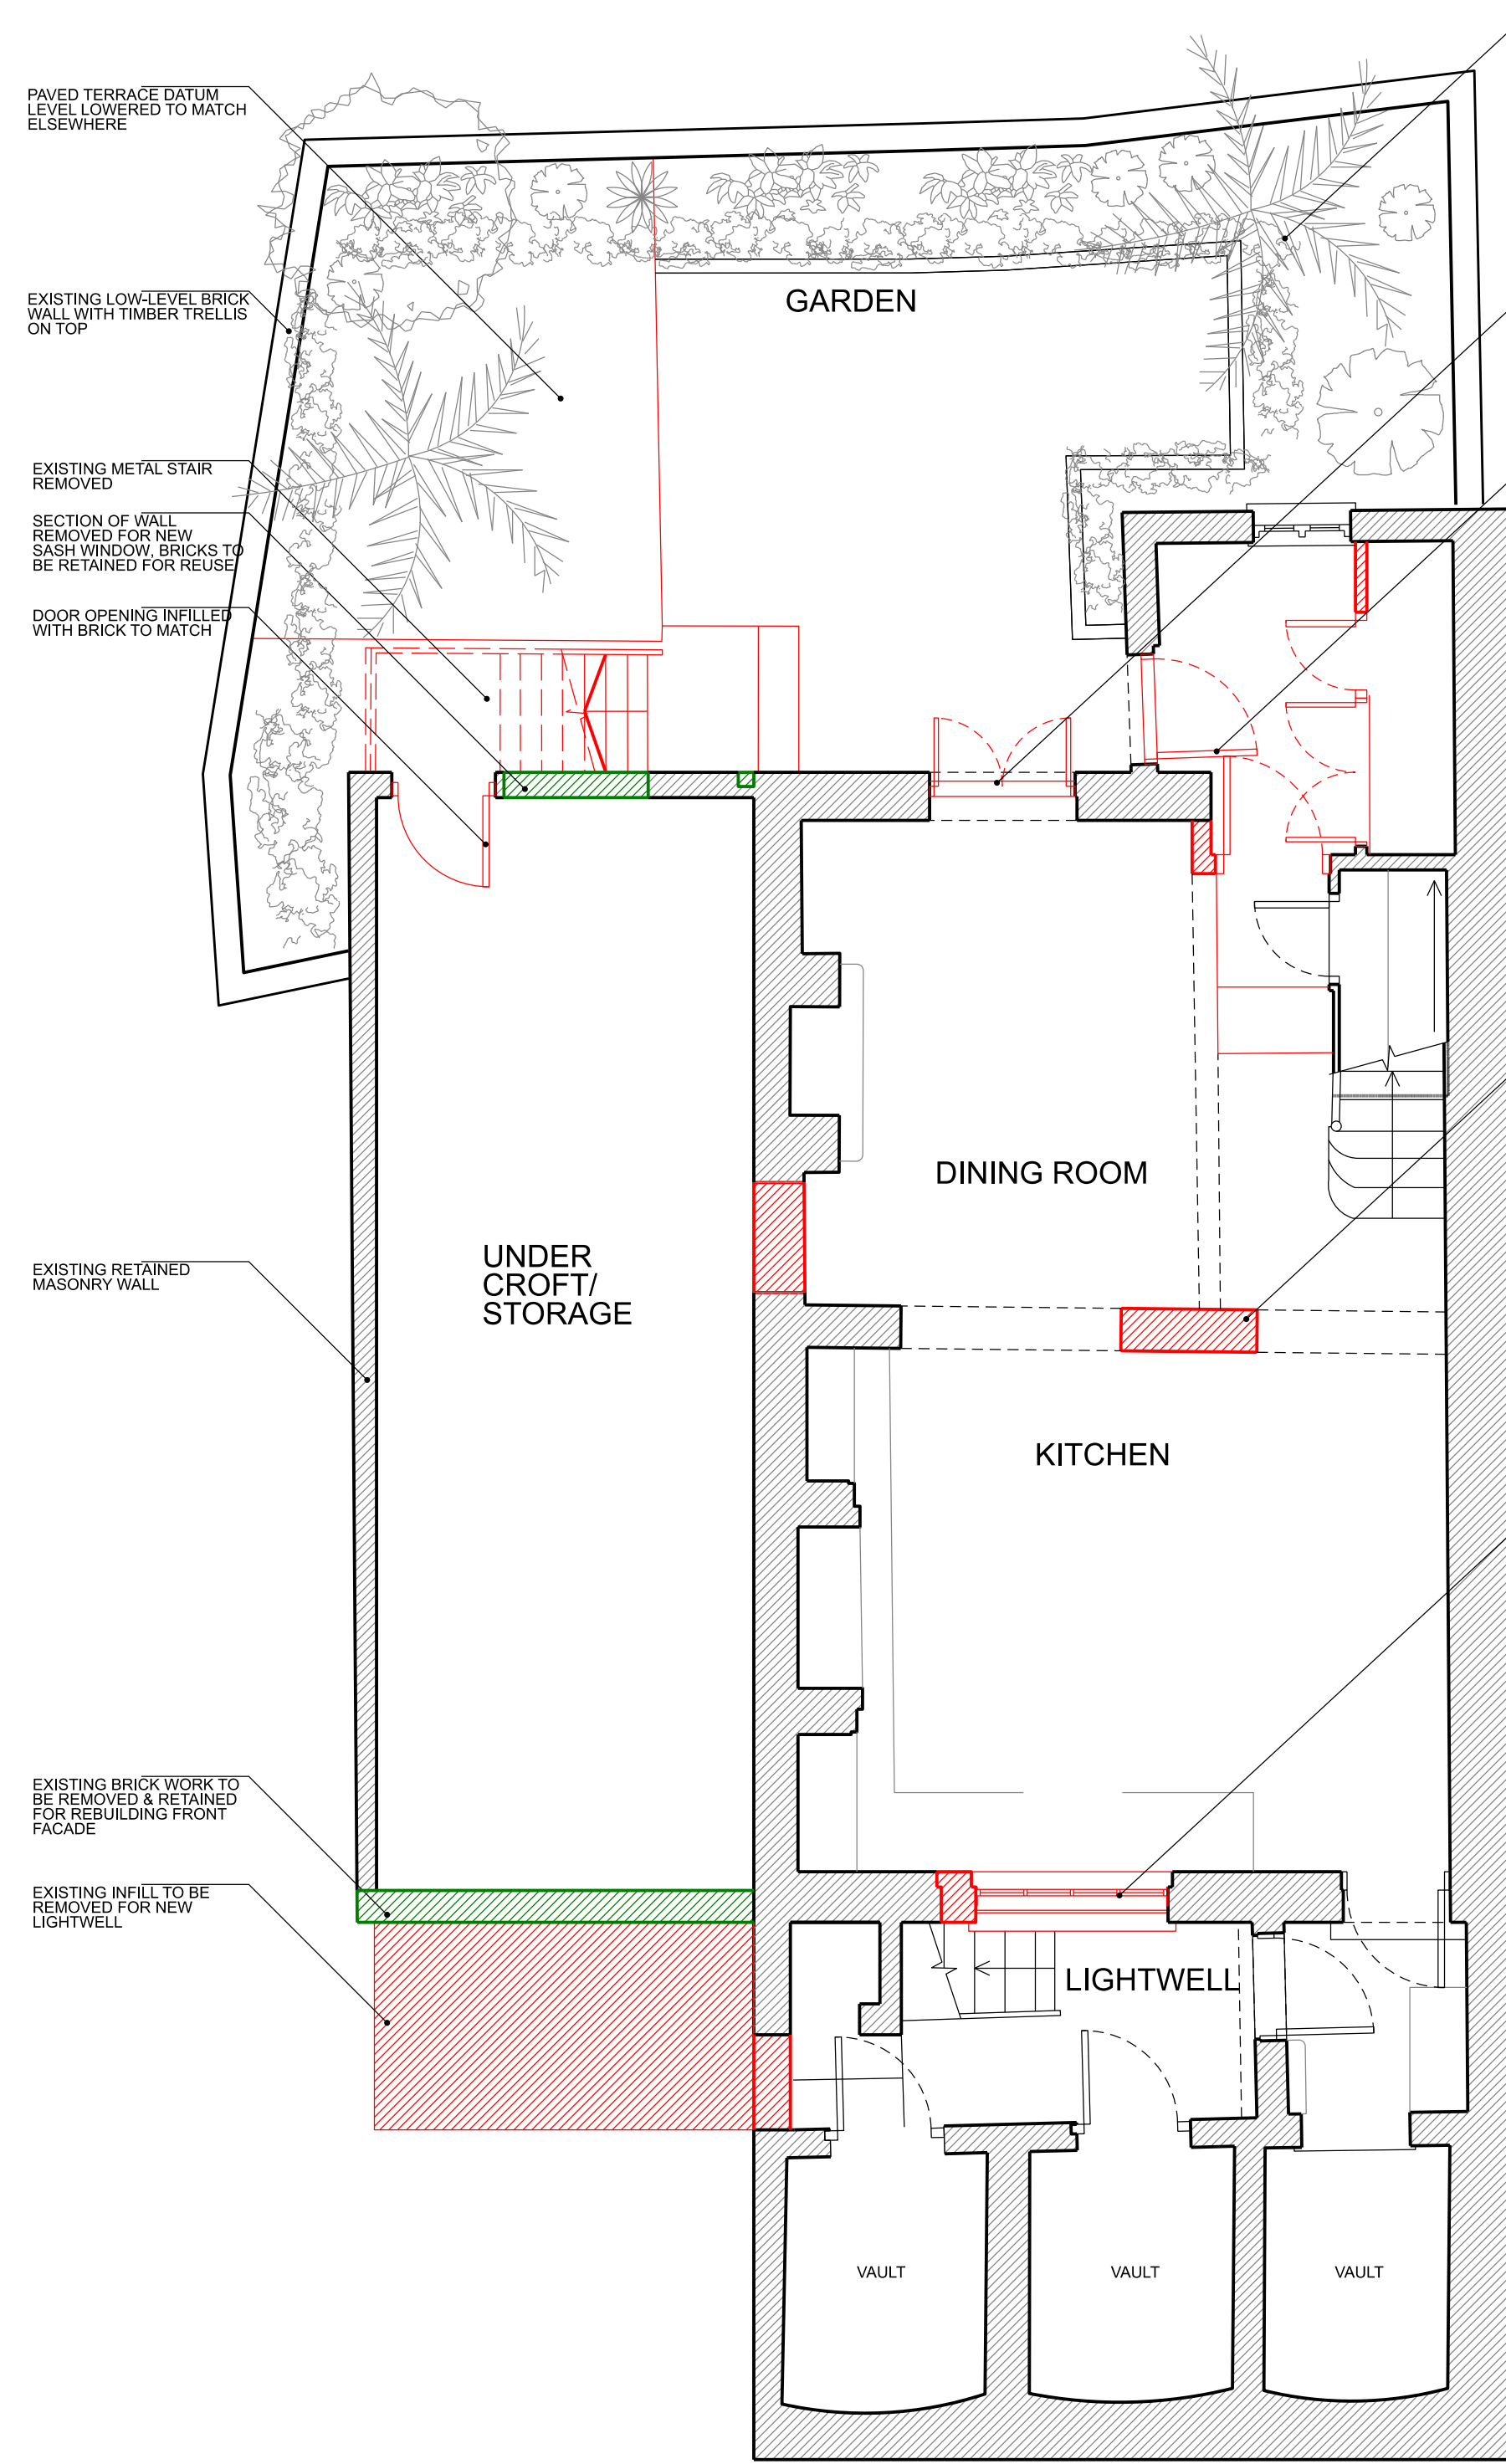 PAVED TERRACE DATUM
LEVEL LOWERED TO MATCH
ELSEWHERE
EXISTING LOW-LEVEL BRICK
WALL WITH TIMBER TRELLIS
ON TOP
GARDEN
EXISTING METAL STAIR
REMOVED
SECTION OF WALL
REMOVED FOR NEW
SASH WINDOW, BRICKS TO
BE RETAINED FOR REUSE
DOOR OPENING INFILLED
WITH BRICK TO MATCH
DINING ROOM
UNDER
CROFT/
STORAGE
EXISTING RETAINED
MASONRY WALL
KITCHEN
EXISTING BRICK WORK TO
BE REMOVED & RETAINED
FOR REBUILDING FRONT
FACADE
EXISTING INFILL TO BE
REMOVED FOR NEW
LIGHTWELL
LIGHTWELL
VAULT
VAULT
VAULT